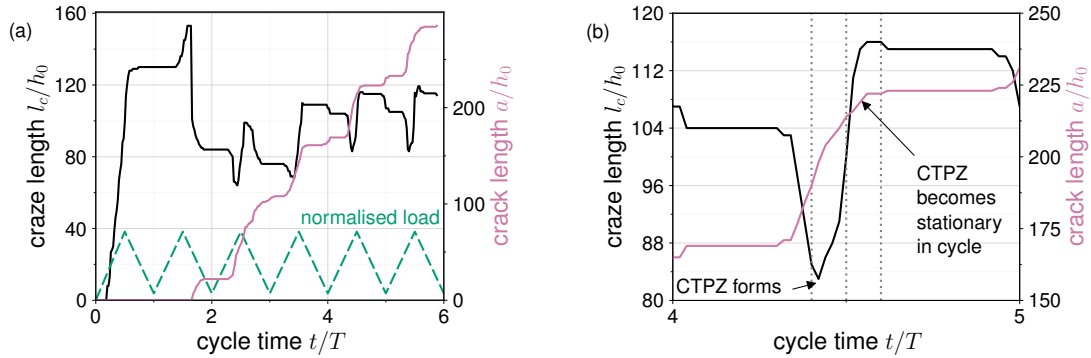 (a)
160
120
80
40
0
craze length l_c/h_0
0 2 4 6
cycle time t/T
200
100
0
crack length a/h_0
normalised load
(b)
120
112
104
96
88
80
craze length l_c/h_0
4 5
cycle time t/T
250
225
200
175
150
crack length a/h_0
CTPZ
becomes
stationary
in cycle
CTPZ forms